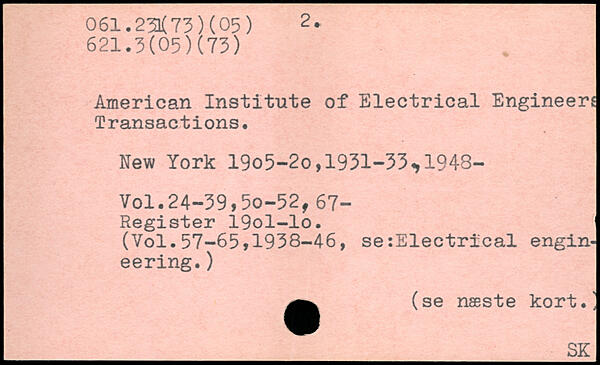 061.231(73)(05) 2.
621.3(05)(73)
American Institute of Electrical Engineers
Transactions.
New York 19o5-2o,1931-33,1948-
Vol.24-39,5o-52,67-
Register 19o1-1o.
(Vol.57-65,1938-46, se:Electrical engin-
eering.)
(se næste kort.)
SK